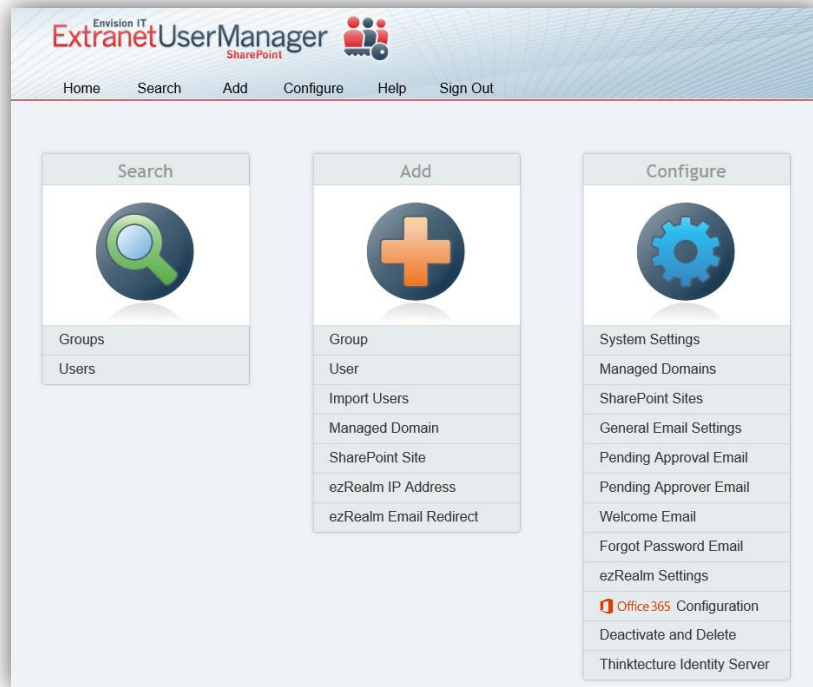 Envision IT
ExtranetUserManager
SharePoint
Home Search Add Configure Help Sign Out
Search
Groups
Users
Add
Group
User
Import Users
Managed Domain
SharePoint Site
ezRealm IP Address
ezRealm Email Redirect
Configure
System Settings
Managed Domains
SharePoint Sites
General Email Settings
Pending Approval Email
Pending Approver Email
Welcome Email
Forgot Password Email
ezRealm Settings
Office 365 Configuration
Deactivate and Delete
Thinktecture Identity Server